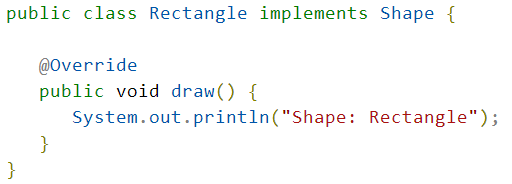 public class Rectangle implements Shape {
@Override
public void draw() {
System.out.println("Shape: Rectangle");
}
}